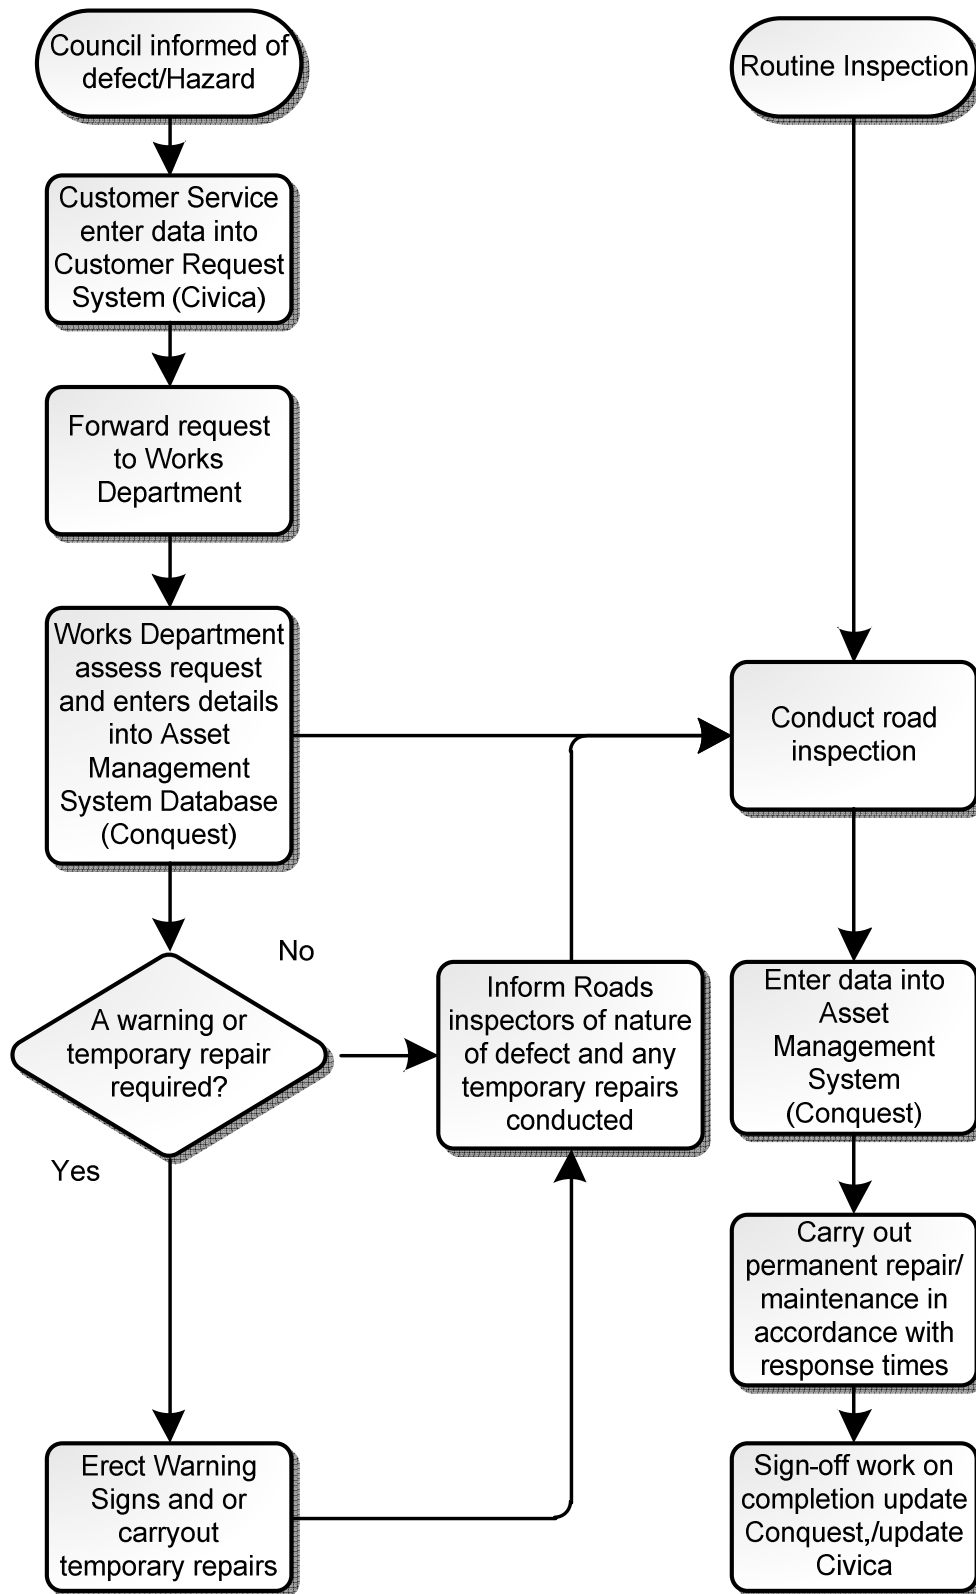 Council informed of
defect/Hazard
Routine Inspection
Customer Service
enter data into
Customer Request
System (Civica)
Forward request
to Works
Department
Works Department
assess request
and enters details
into Asset
Management
System Database
(Conquest)
Conduct road
inspection
No
A warning or
temporary repair
required?
Yes
Inform Roads
inspectors of nature
of defect and any
temporary repairs
conducted
Enter data into
Asset
Management
System
(Conquest)
Carry out
permanent repair/
maintenance in
accordance with
response times
Erect Warning
Signs and or
carryout
temporary repairs
Sign-off work on
completion update
Conquest,/update
Civica